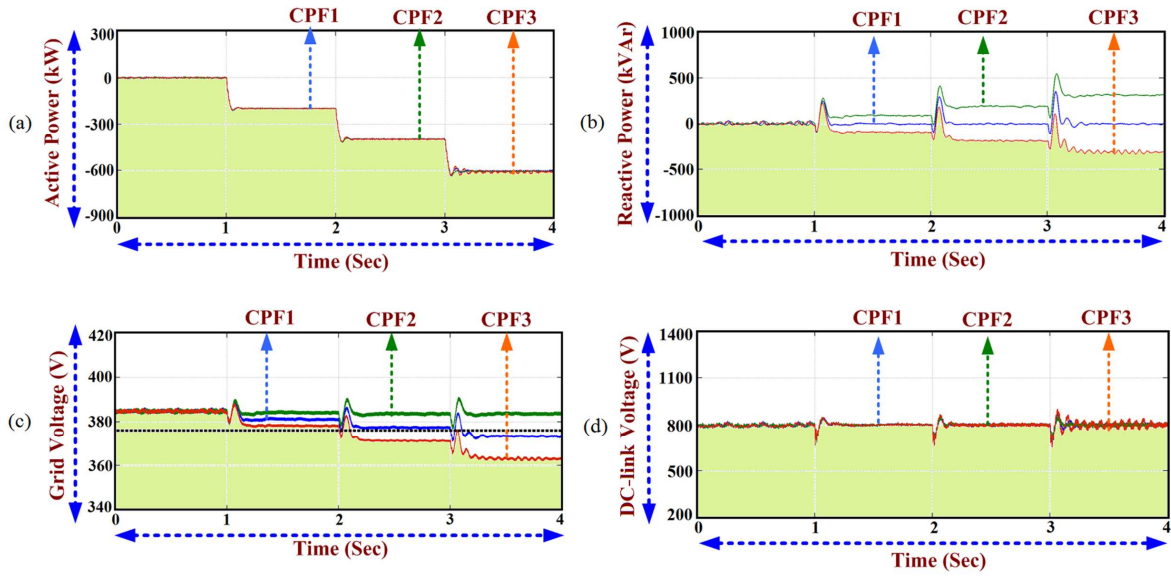 CPF1 CPF2 CPF3
(a)
Active Power (kW)
300
0
-300
-600
-900
0 1 2 3 4
Time (Sec)
CPF1 CPF2 CPF3
(b)
Reactive Power (kVAr)
1000
500
0
-500
-1000
0 1 2 3 4
Time (Sec)
CPF1 CPF2 CPF3
(c)
Grid Voltage (V)
420
400
380
360
340
0 1 2 3 4
Time (Sec)
CPF1 CPF2 CPF3
(d)
DC-link Voltage (V)
1400
1100
800
500
200
0 1 2 3 4
Time (Sec)